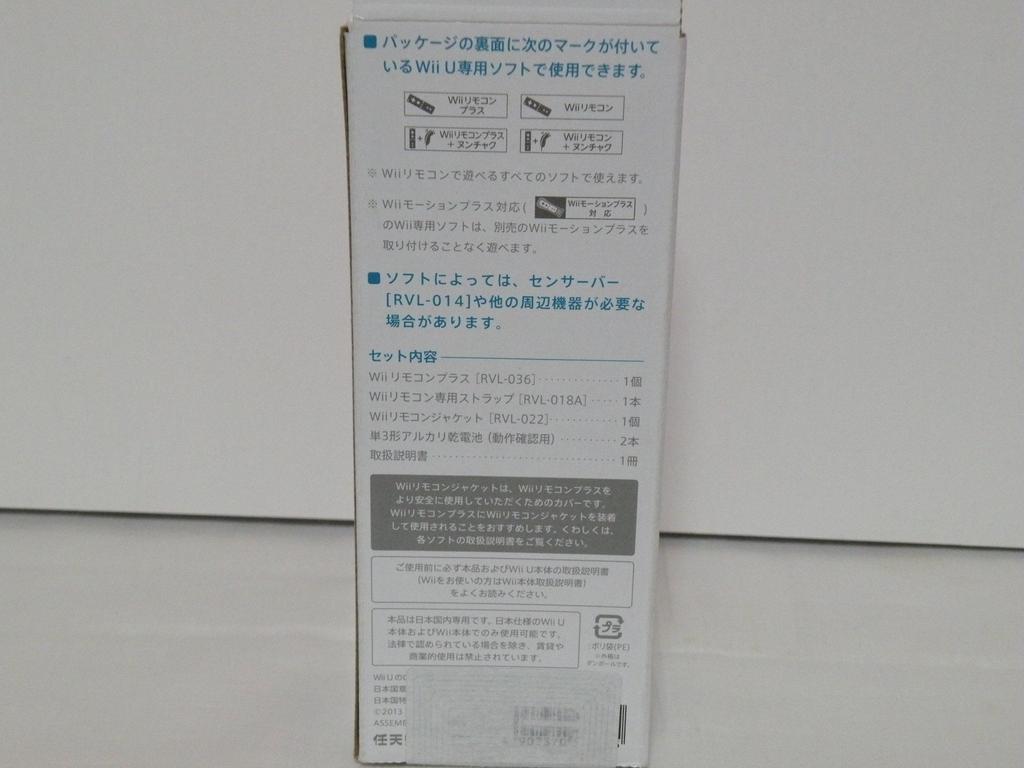 ■パッケージの裏面に次のマークが付いて
いるWii U専用ソフトで使用できます。
Wiiリモコン
プラス
Wiiリモコン
Wiiリモコンプラス
+ ヌンチャク
Wiiリモコン
+ ヌンチャク
※ Wiiリモコンで遊べるすべてのソフトで使えます。
※ Wiiモーションプラス対応( Wiiモーションプラス 対 応 )
のWii専用ソフトは、別売のWiiモーションプラスを
取り付けることなく遊べます。
■ソフトによっては、センサーバー
[RVL-014]や他の周辺機器が必要な
場合があります。
セット内容
Wiiリモコンプラス [RVL-036]・・・・・・・・・・・・・ 1個
Wiiリモコン専用ストラップ [RVL-018A]・・・・・ 1本
Wiiリモコンジャケット [RVL-022]・・・・・・・・・・・ 1個
単3形アルカリ乾電池(動作確認用)・・・・・・・・・・ 2本
取扱説明書・・・・・・・・・・・・・・・・・・・・・・・・・・・・・ 1冊
Wiiリモコンジャケットは、Wiiリモコンプラスを
より安全に使用していただくためのカバーです。
Wiiリモコンプラスに Wiiリモコンジャケットを装着
して使用されることをおすすめします。くわしくは、
各ソフトの取扱説明書をご覧ください。
ご使用前に必ず本品およびWii U本体の取扱説明書
(Wiiをお使いの方はWii本体取扱説明書)
をよくお読みください。
本品は日本国内専用です。日本仕様のWii U
本体およびWii本体でのみ使用可能です。
法律で認められている場合を除き、賃貸や
商業的使用は禁止されています。
プラ
:ポリ袋(PE)
※外箱は
ダンボールです。
Wii Uの
日本国
日本国特
©2013
ASSEM
任天